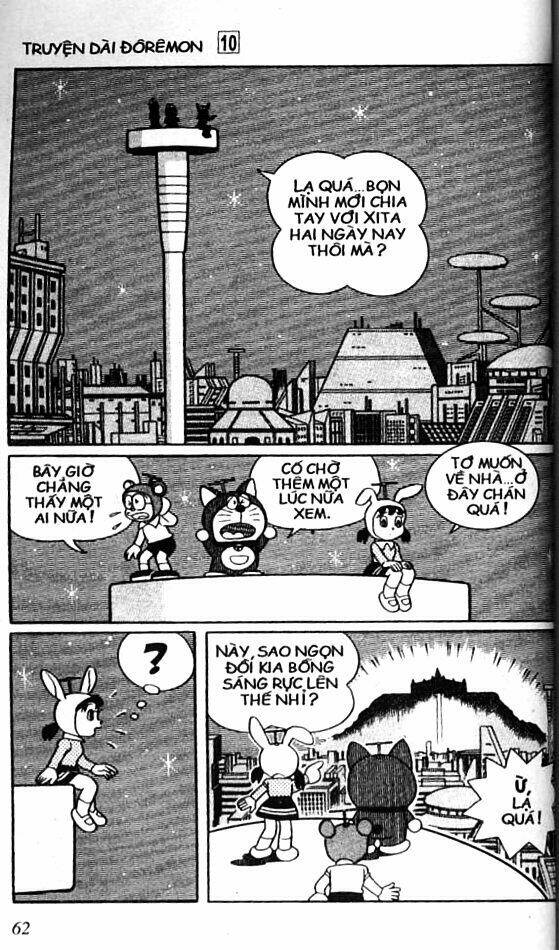 TRUYỆN DÀI ĐÔRÊMON 10
LẠ QUÁ...BỌN
MÌNH MỚI CHIA
TAY VỚI XITA
HAI NGÀY NAY
THÔI MÀ?
BÂY GIỜ
CHẲNG
THẤY MỘT
AI NỮA!
CỐ CHỜ
THÊM MỘT
LÚC NỮA
XEM.
TỚ MUỐN
VỀ NHÀ...Ở
ĐÂY CHÁN
QUÁ!
?
NÀY, SAO NGỌN
ĐỒI KIA BỖNG
SÁNG RỰC LÊN
THẾ NHỈ?
Ừ,
LẠ
QUÁ!
62